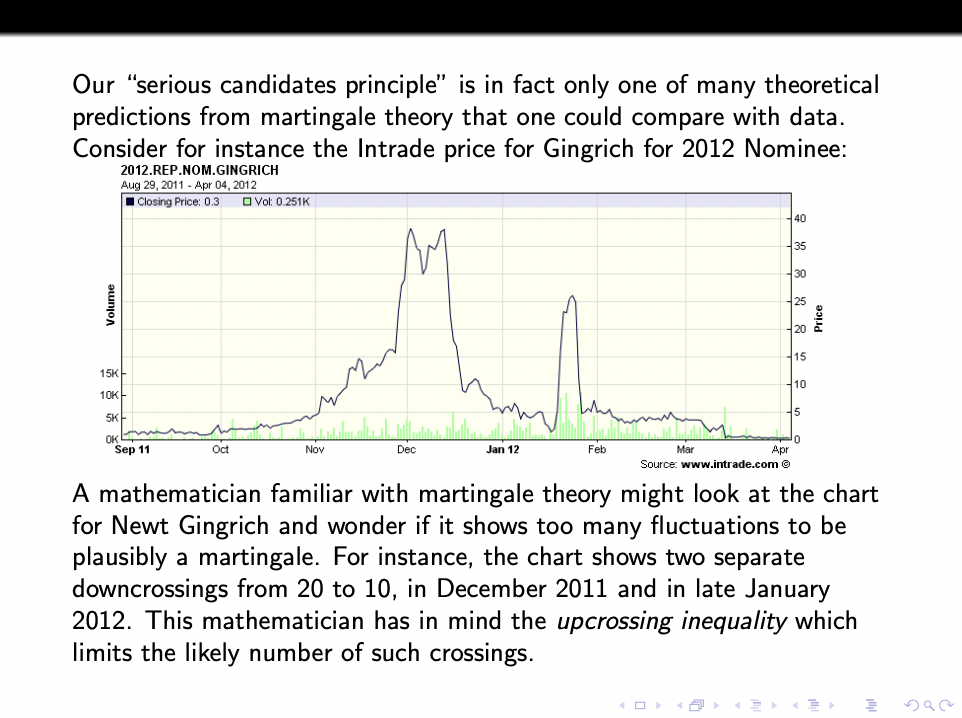 Our “serious candidates principle” is in fact only one of many theoretical
predictions from martingale theory that one could compare with data.
Consider for instance the Intrade price for Gingrich for 2012 Nominee:
2012.REP.NOM.GINGRICH
Aug 29, 2011 - Apr 04, 2012
Closing Price: 0.3 Vol: 0.251K
40
35
30
25
20
15
10
5
0
Price
Volume
15K
10K
5K
0K
Sep 11 Oct Nov Dec Jan 12 Feb Mar Apr
Source: www.intrade.com ©
A mathematician familiar with martingale theory might look at the chart
for Newt Gingrich and wonder if it shows too many fluctuations to be
plausibly a martingale. For instance, the chart shows two separate
downcrossings from 20 to 10, in December 2011 and in late January
2012. This mathematician has in mind the upcrossing inequality which
limits the likely number of such crossings.